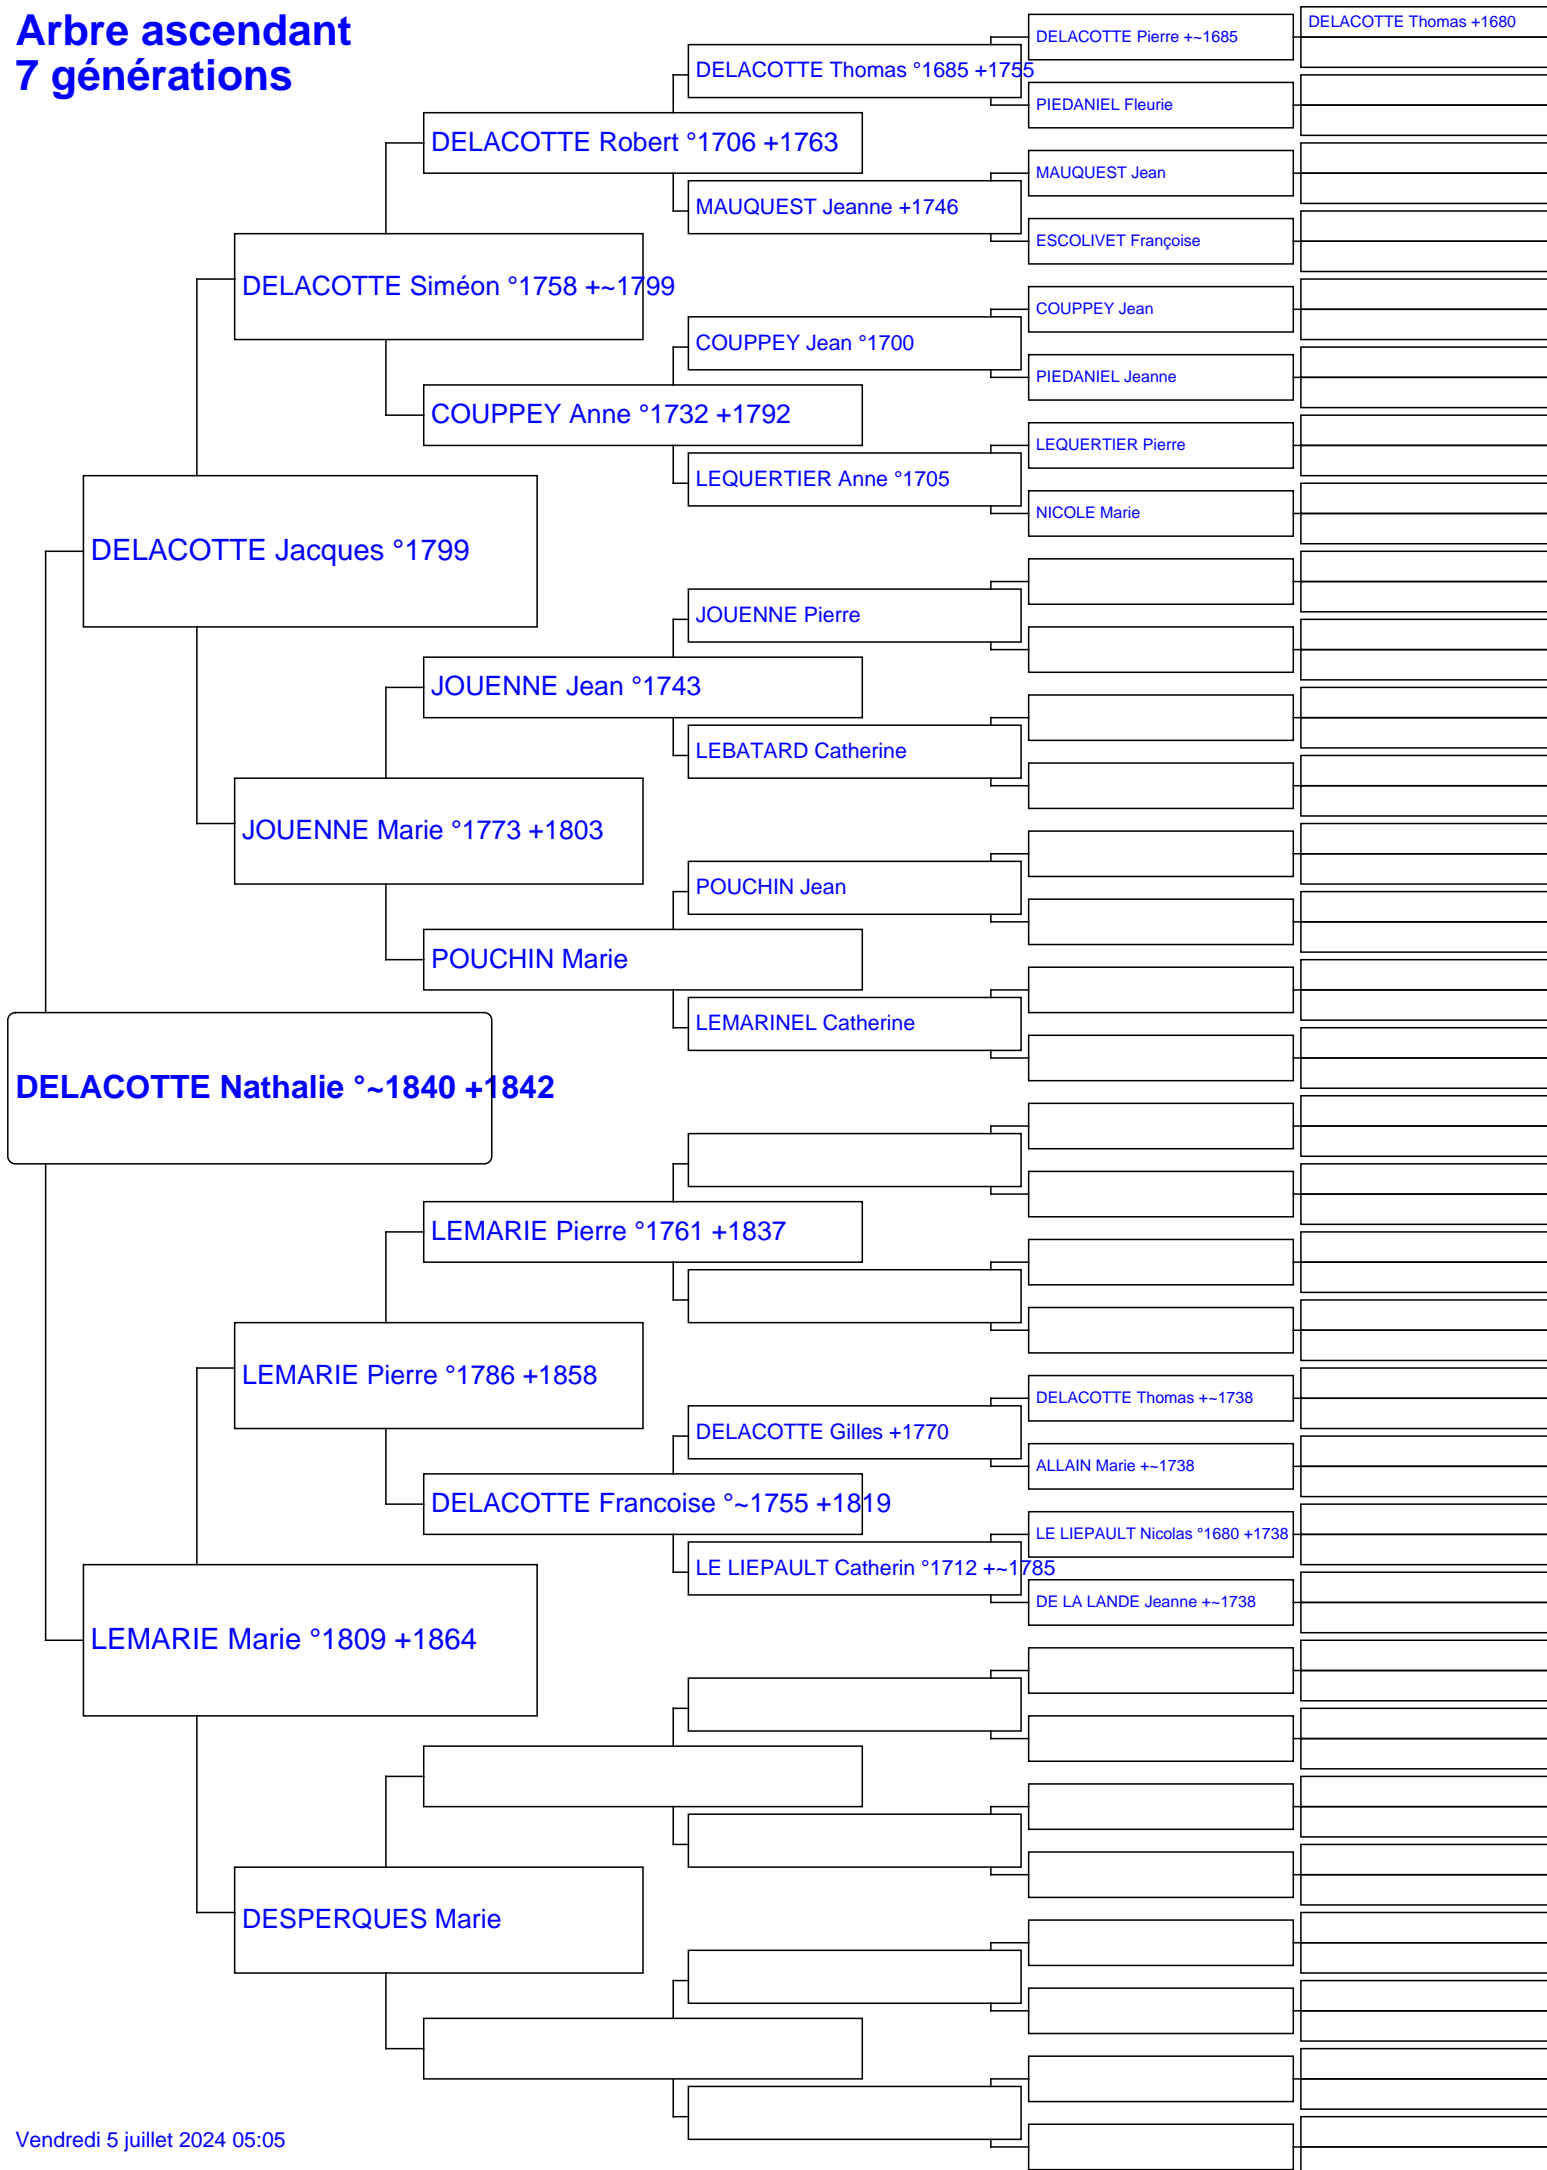 Arbre ascendant
7 générations
DELACOTTE Thomas +1680
DELACOTTE Pierre +~1685
DELACOTTE Thomas °1685 +1755
PIEDANIEL Fleurie
DELACOTTE Robert °1706 +1763
MAUQUEST Jean
MAUQUEST Jeanne +1746
ESCOLIVET Françoise
DELACOTTE Siméon °1758 +~1799
COUPPEY Jean
COUPPEY Jean °1700
PIEDANIEL Jeanne
COUPPEY Anne °1732 +1792
LEQUERTIER Pierre
LEQUERTIER Anne °1705
NICOLE Marie
DELACOTTE Jacques °1799
JOUENNE Pierre
JOUENNE Jean °1743
LEBATARD Catherine
JOUENNE Marie °1773 +1803
POUCHIN Jean
POUCHIN Marie
LEMARINEL Catherine
DELACOTTE Nathalie °~1840 +1842
LEMARIE Pierre °1761 +1837
LEMARIE Pierre °1786 +1858
DELACOTTE Thomas +~1738
DELACOTTE Gilles +1770
ALLAIN Marie +~1738
DELACOTTE Francoise °~1755 +1819
LE LIEPAULT Nicolas °1680 +1738
LE LIEPAULT Catherin °1712 +~1785
DE LA LANDE Jeanne +~1738
LEMARIE Marie °1809 +1864
DESPERQUES Marie
Vendredi 5 juillet 2024 05:05